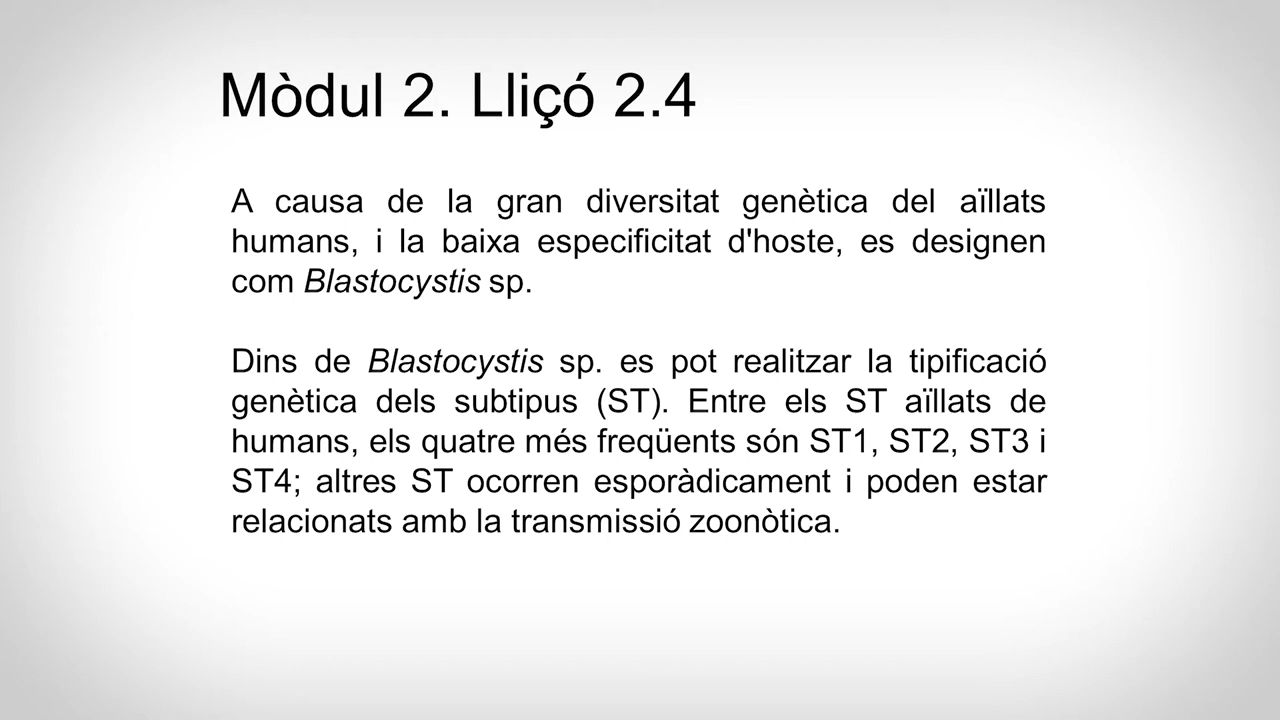 Mòdul 2. Lliçó 2.4
A causa de la gran diversitat genètica del aïllats
humans, i la baixa especificitat d'hoste, es designen
com Blastocystis sp.
Dins de Blastocystis sp. es pot realitzar la tipificació
genètica dels subtipus (ST). Entre els ST aïllats de
humans, els quatre més freqüents són ST1, ST2, ST3 i
ST4; altres ST ocorren esporàdicament i poden estar
relacionats amb la transmissió zoonòtica.